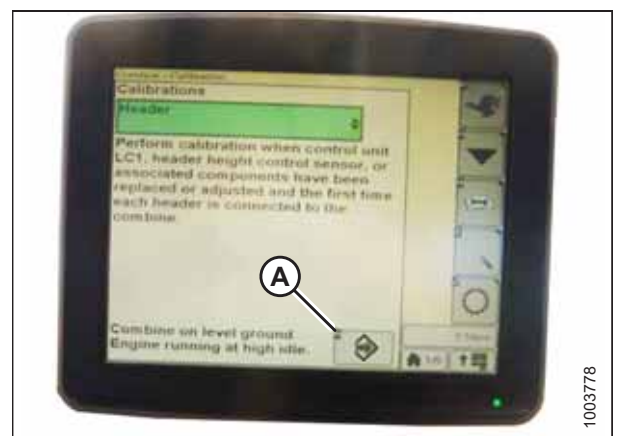 Calibrations
Header
Perform calibration when control unit
LC1, header height control sensor, or
associated components have been
replaced or adjusted and the first time
each header is connected to the
combine.
A
Combine on level ground.
Engine running at high idle.
1003778